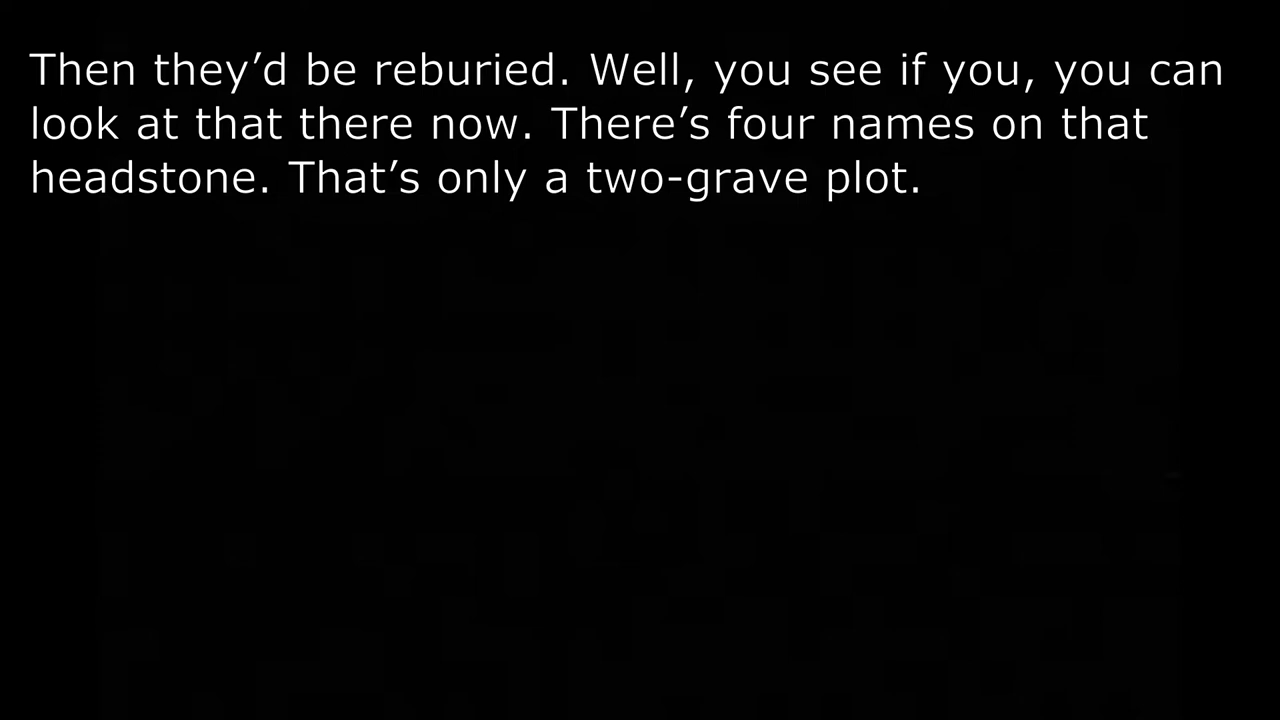 Then they’d be reburied. Well, you see if you, you can
look at that there now. There’s four names on that
headstone. That’s only a two-grave plot.